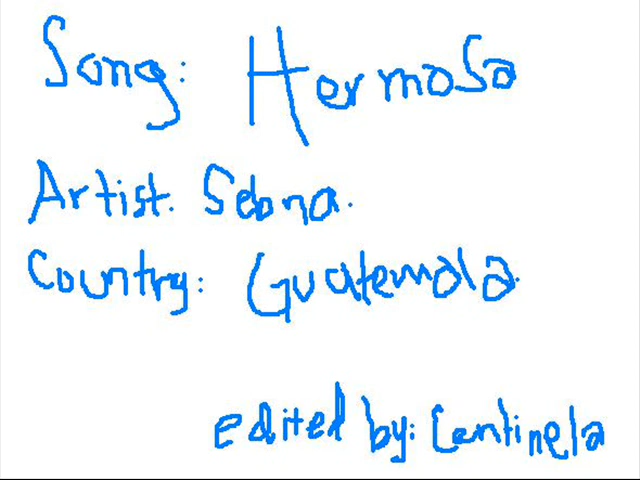 Song: Hermosa
Artist. Sebna.
Country: Guatemala.
edited by: Centinela